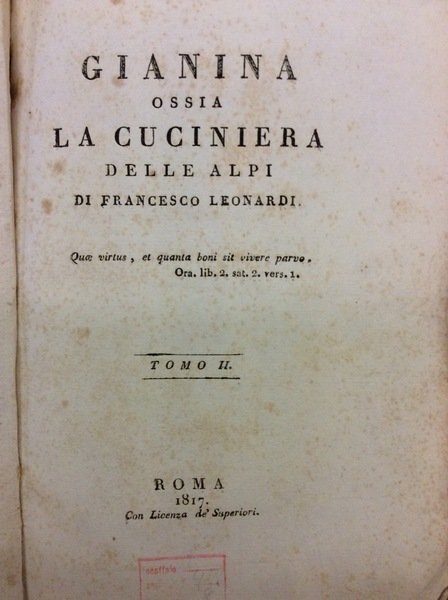 GIANINA
OSSIA
LA CUCINIERA
DELLE ALPI
DI FRANCESCO LEONARDI.
Quæ virtus, et quanta boni sit vivere parvo.
Ora. lib. 2. sat. 2. vers. 1.
TOMO II.
ROMA
1817.
Con Licenza de' Superiori.
scaffale